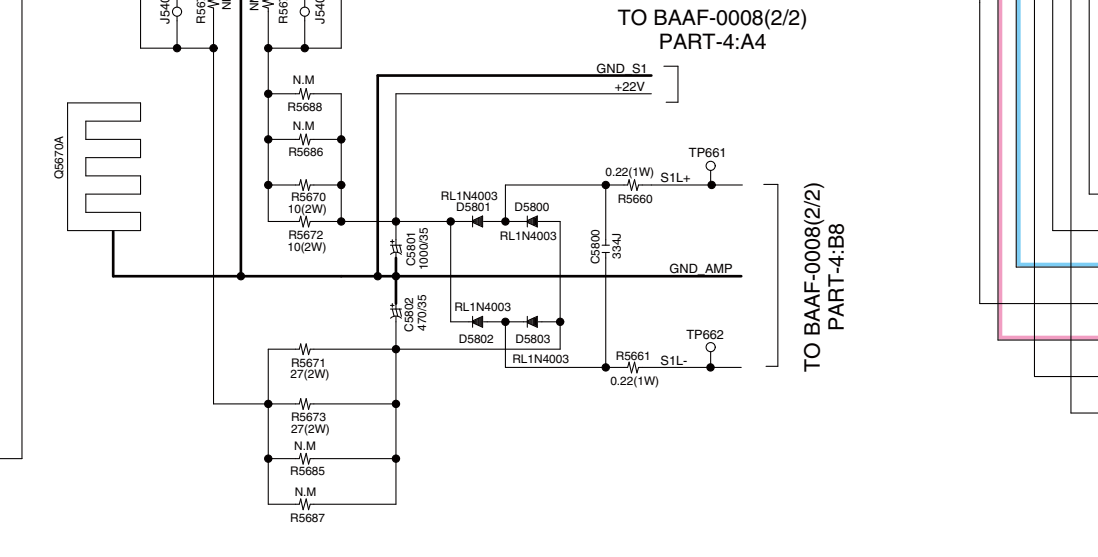 J540
R567
J540
TO BAAF-0008(2/2)
PART-4:A4
GND_S1
+22V
N.M
R5688
N.M
R5686
Q5670A
R5670
10(2W)
R5672
10(2W)
RL1N4003
D5801
D5800
RL1N4003
0.22(1W)
R5660
S1L+
TP661
C5801
1000/35
C5800
334J
GND_AMP
TO BAAF-0008(2/2)
PART-4:B8
C5802
470/35
RL1N4003
D5802
D5803
RL1N4003
R5661
0.22(1W)
S1L-
TP662
R5671
27(2W)
R5673
27(2W)
N.M
R5685
N.M
R5687